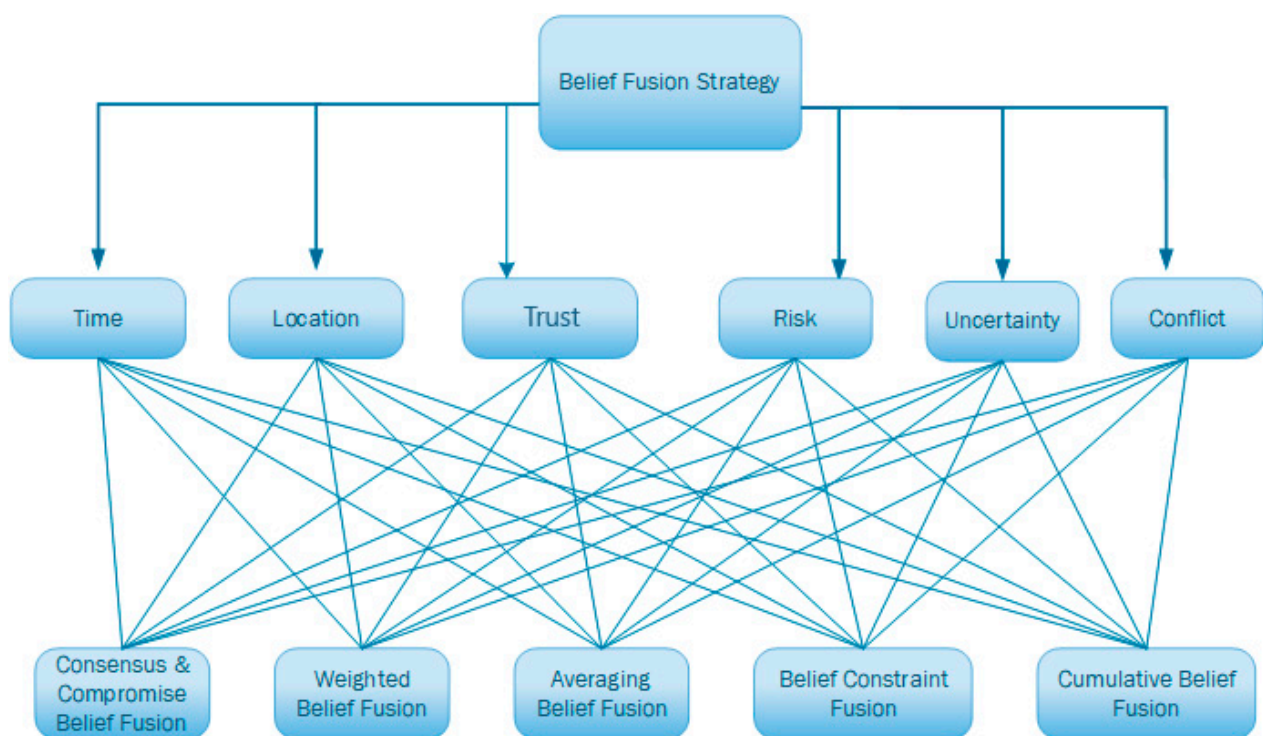 Belief Fusion Strategy
Time
Location
Trust
Risk
Uncertainty
Conflict
Consensus &
Compromise
Belief Fusion
Weighted
Belief Fusion
Averaging
Belief Fusion
Belief Constraint
Fusion
Cumulative Belief
Fusion